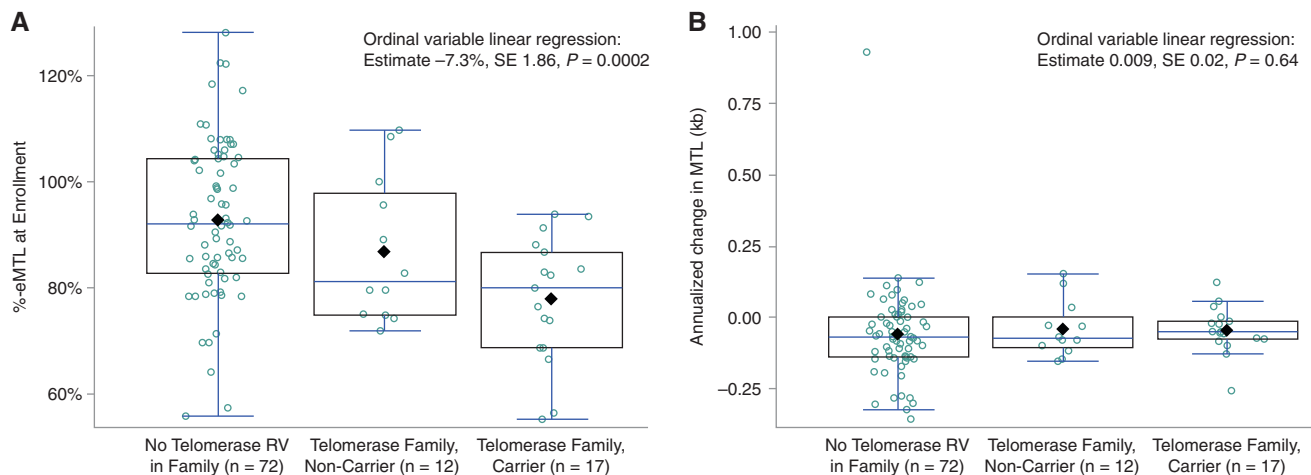 A
Ordinal variable linear regression:
Estimate –7.3%, SE 1.86, P = 0.0002
%-eMTL at Enrollment
120%
100%
80%
60%
No Telomerase RV
in Family (n = 72)
Telomerase Family,
Non-Carrier (n = 12)
Telomerase Family,
Carrier (n = 17)
B
Ordinal variable linear regression:
Estimate 0.009, SE 0.02, P = 0.64
Annualized change in MTL (kb)
1.00
0.75
0.50
0.25
0.00
–0.25
No Telomerase RV
in Family (n = 72)
Telomerase Family,
Non-Carrier (n = 12)
Telomerase Family,
Carrier (n = 17)